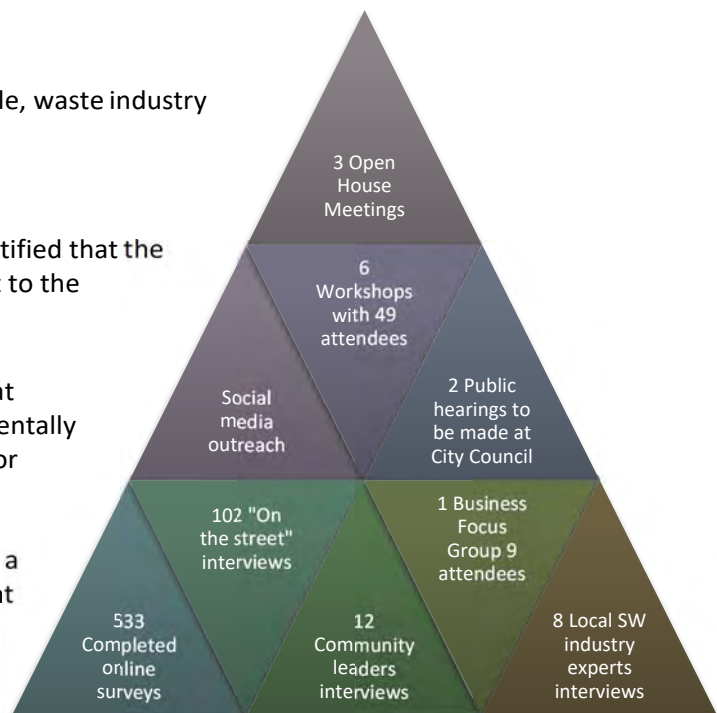 le, waste industry
tified that the
t to the
nt
entally
or
a
nt
3 Open
House
Meetings
6
Workshops
with 49
attendees
Social
media
outreach
2 Public
hearings to
be made at
City Council
102 "On
the street"
interviews
1 Business
Focus
Group 9
attendees
533
Completed
online
surveys
12
Community
leaders
interviews
8 Local SW
industry
experts
interviews